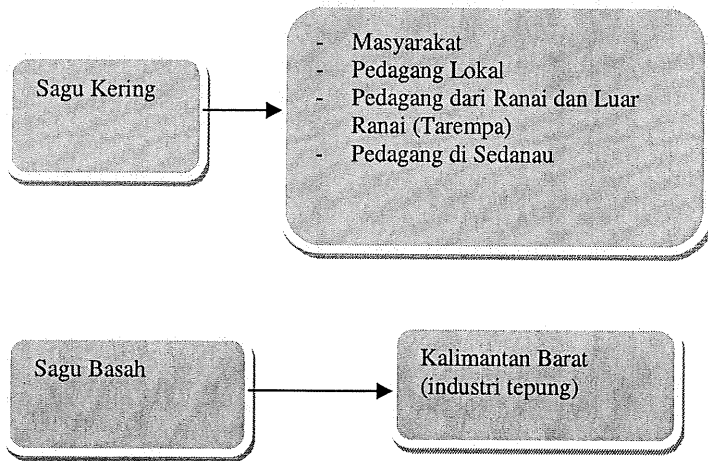 Sagu Kering
- Masyarakat
- Pedagang Lokal
- Pedagang dari Ranai dan Luar
Ranai (Tarempa)
- Pedagang di Sedanau
Sagu Basah
Kalimantan Barat
(industri tepung)